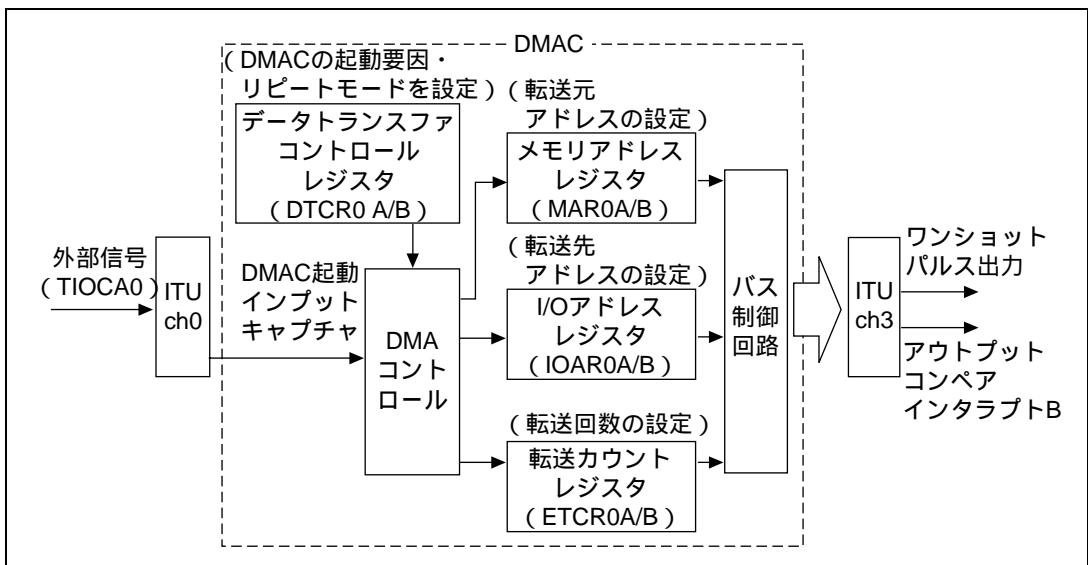 DMAC
(DMACの起動要因・
リピートモードを設定)
データトランスファ
コントロール
レジスタ
(DTCR0 A/B)
(転送元
アドレスの設定)
メモリアドレス
レジスタ
(MAR0A/B)
外部信号
(TIOCA0)
ITU
ch0
DMAC起動
インプット
キャプチャ
DMA
コント
ロール
(転送先
アドレスの設定)
I/Oアドレス
レジスタ
(IOAR0A/B)
(転送回数の設定)
転送カウント
レジスタ
(ETCR0A/B)
バス
制御
回路
ITU
ch3
ワンショット
パルス出力
アウトプット
コンペア
インタラプトB